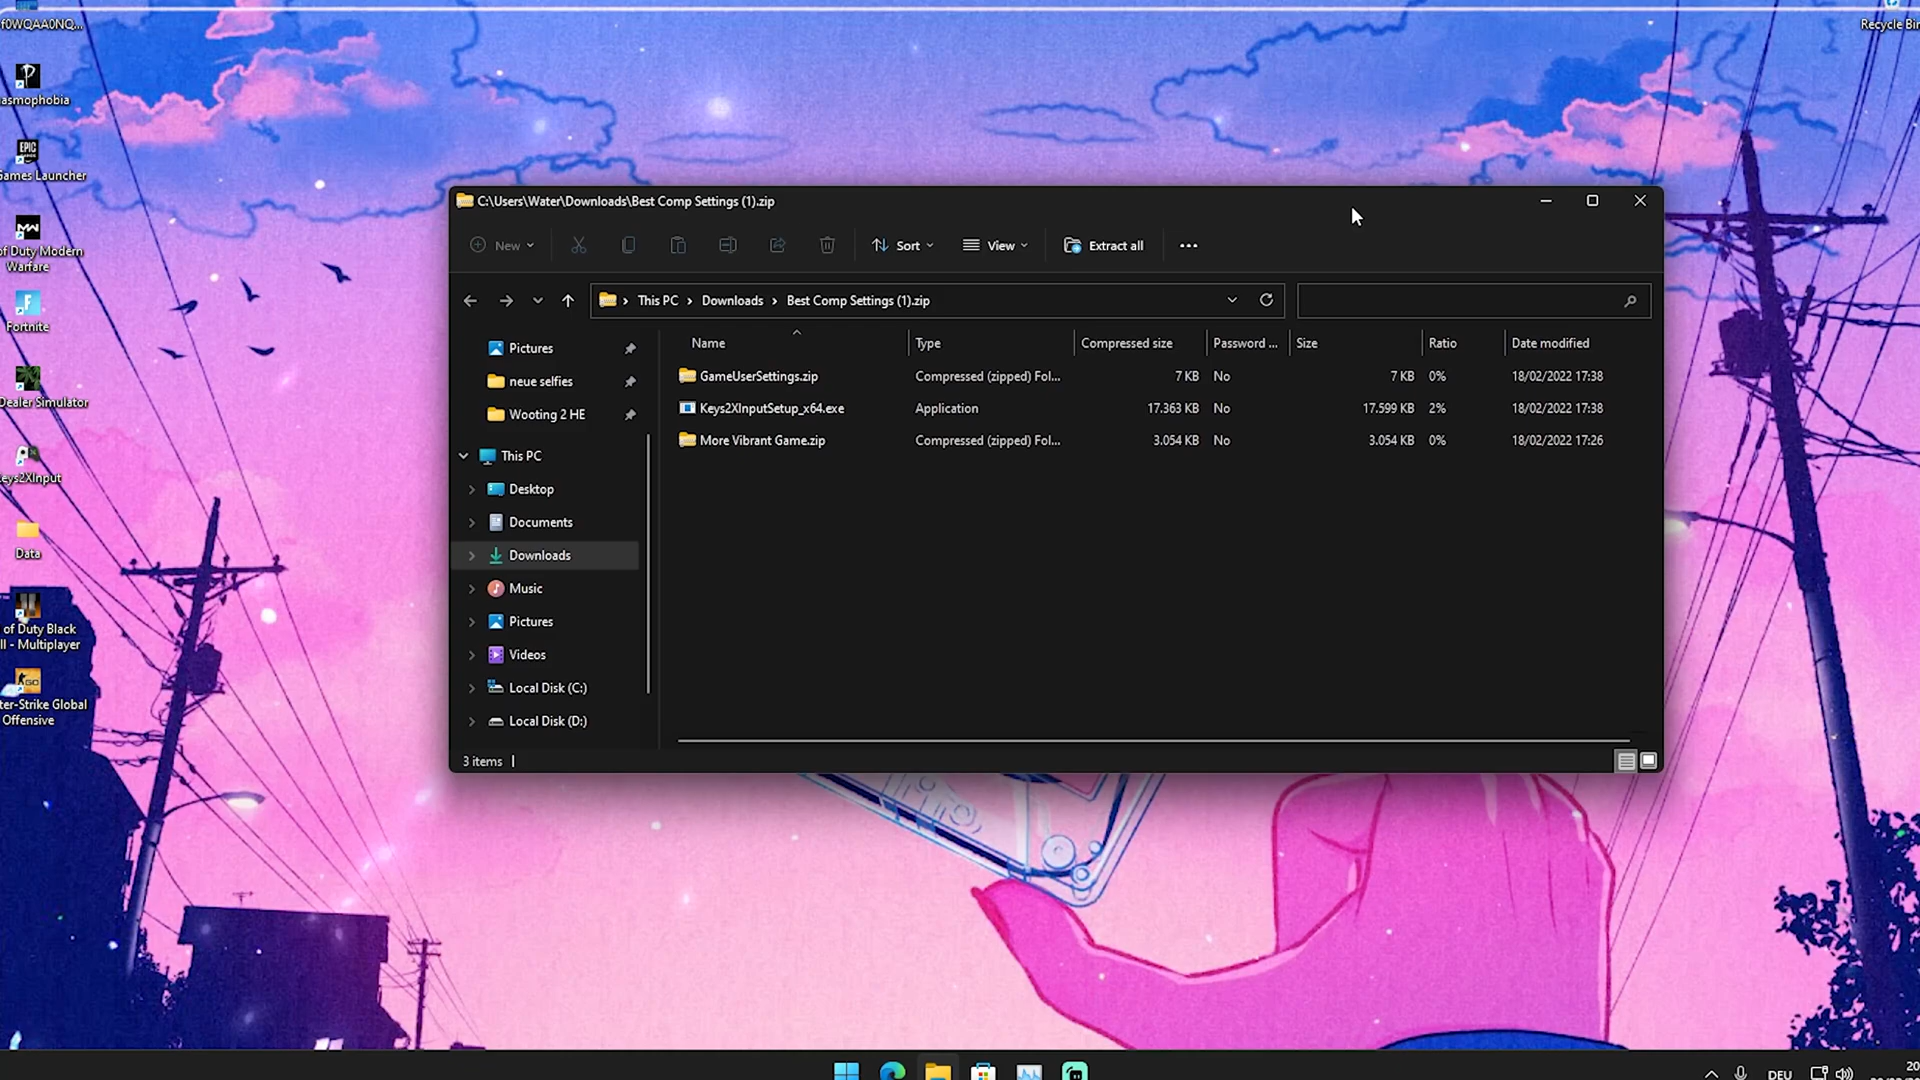 f0WQAA0NQ...
Recycle Bin
asmophobia
EPIC
Games Launcher
of Duty Modern
Warfare
Fortnite
Dealer Simulator
eys2XInput
Data
of Duty Black
II - Multiplayer
GO
ter-Strike Global
Offensive
C:\Users\Water\Downloads\Best Comp Settings (1).zip
New
Sort
View
Extract all
This PC > Downloads > Best Comp Settings (1).zip
Name Type Compressed size Password ... Size Ratio Date modified
GameUserSettings.zip Compressed (zipped) Fol... 7 KB No 7 KB 0% 18/02/2022 17:38
Keys2XInputSetup_x64.exe Application 17.363 KB No 17.599 KB 2% 18/02/2022 17:38
More Vibrant Game.zip Compressed (zipped) Fol... 3.054 KB No 3.054 KB 0% 18/02/2022 17:26
Pictures
neue selfies
Wooting 2 HE
This PC
Desktop
Documents
Downloads
Music
Pictures
Videos
Local Disk (C:)
Local Disk (D:)
3 items
DEU
20